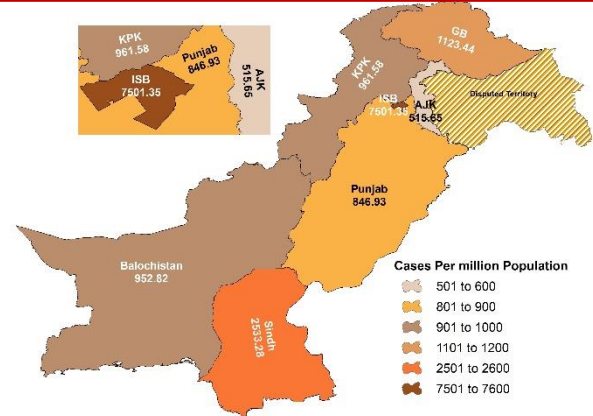 KPK
961.58
Punjab
846.93
ISB
7501.35
AJK
515.65
GB
1123.44
KPK
961.58
ISB
7501.35
AJK
515.65
Disputed Territory
Punjab
846.93
Balochistan
952.82
Sindh
2533.28
Cases Per million Population
501 to 600
801 to 900
901 to 1000
1101 to 1200
2501 to 2600
7501 to 7600